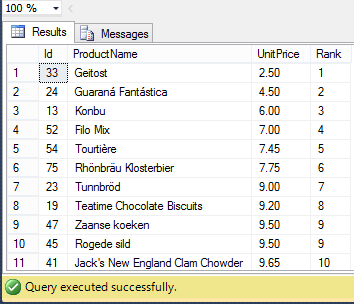 100 %
Results Messages
Id ProductName UnitPrice Rank
1 33 Geitost 2.50 1
2 24 Guaraná Fantástica 4.50 2
3 13 Konbu 6.00 3
4 52 Filo Mix 7.00 4
5 54 Tourtière 7.45 5
6 75 Rhönbräu Klosterbier 7.75 6
7 23 Tunnbröd 9.00 7
8 19 Teatime Chocolate Biscuits 9.20 8
9 47 Zaanse koeken 9.50 9
10 45 Rogede sild 9.50 9
11 41 Jack's New England Clam Chowder 9.65 10
Query executed successfully.